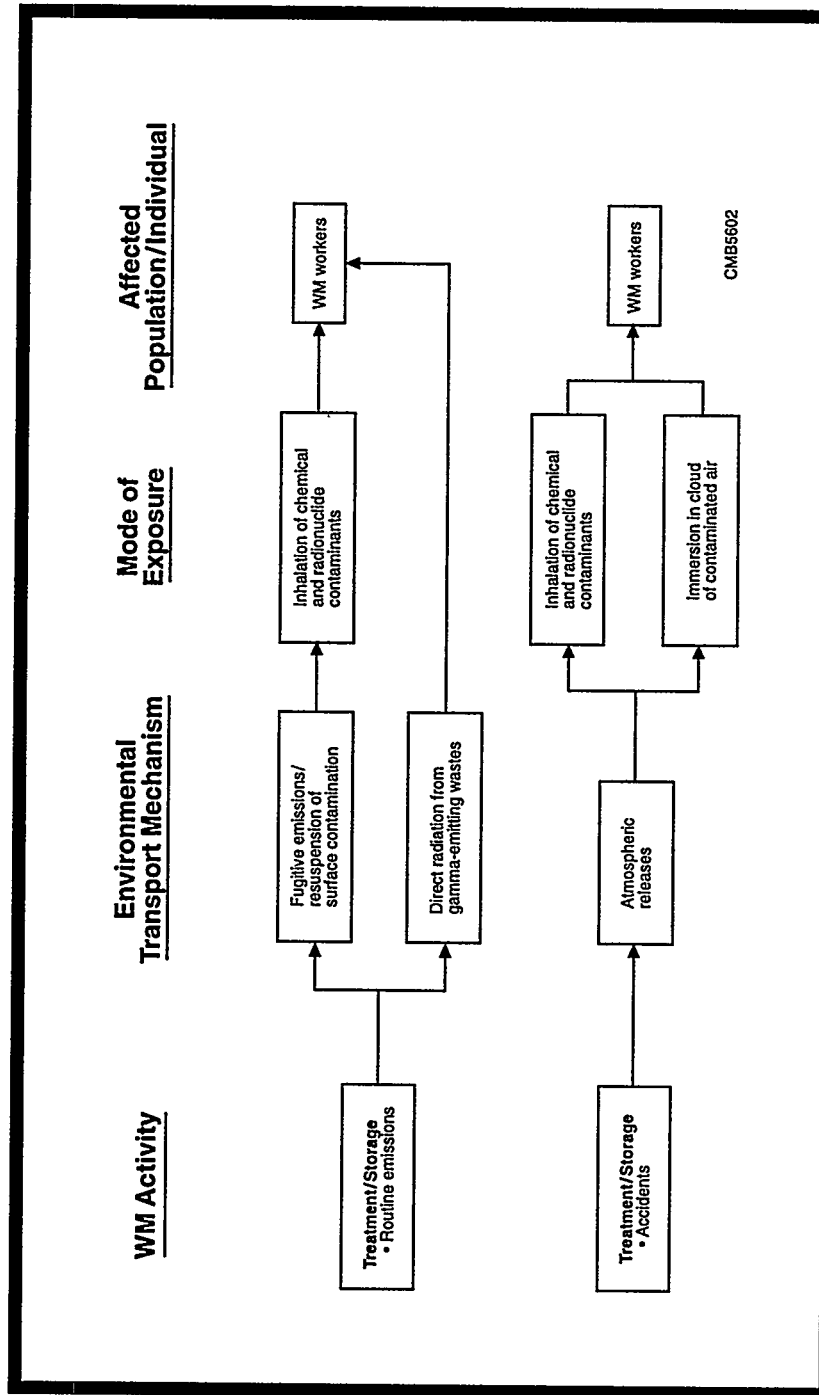 WM Activity
Environmental
Transport Mechanism
Mode of
Exposure
Affected
Population/Individual
Treatment/Storage
• Routine emissions
Fugitive emissions/
resuspension of
surface contamination
Inhalation of chemical
and radionuclide
contaminants
WM workers
Direct radiation from
gamma-emitting wastes
Treatment/Storage
• Accidents
Atmospheric
releases
Inhalation of chemical
and radionuclide
contaminants
Immersion in cloud
of contaminated air
WM workers
CMB5602